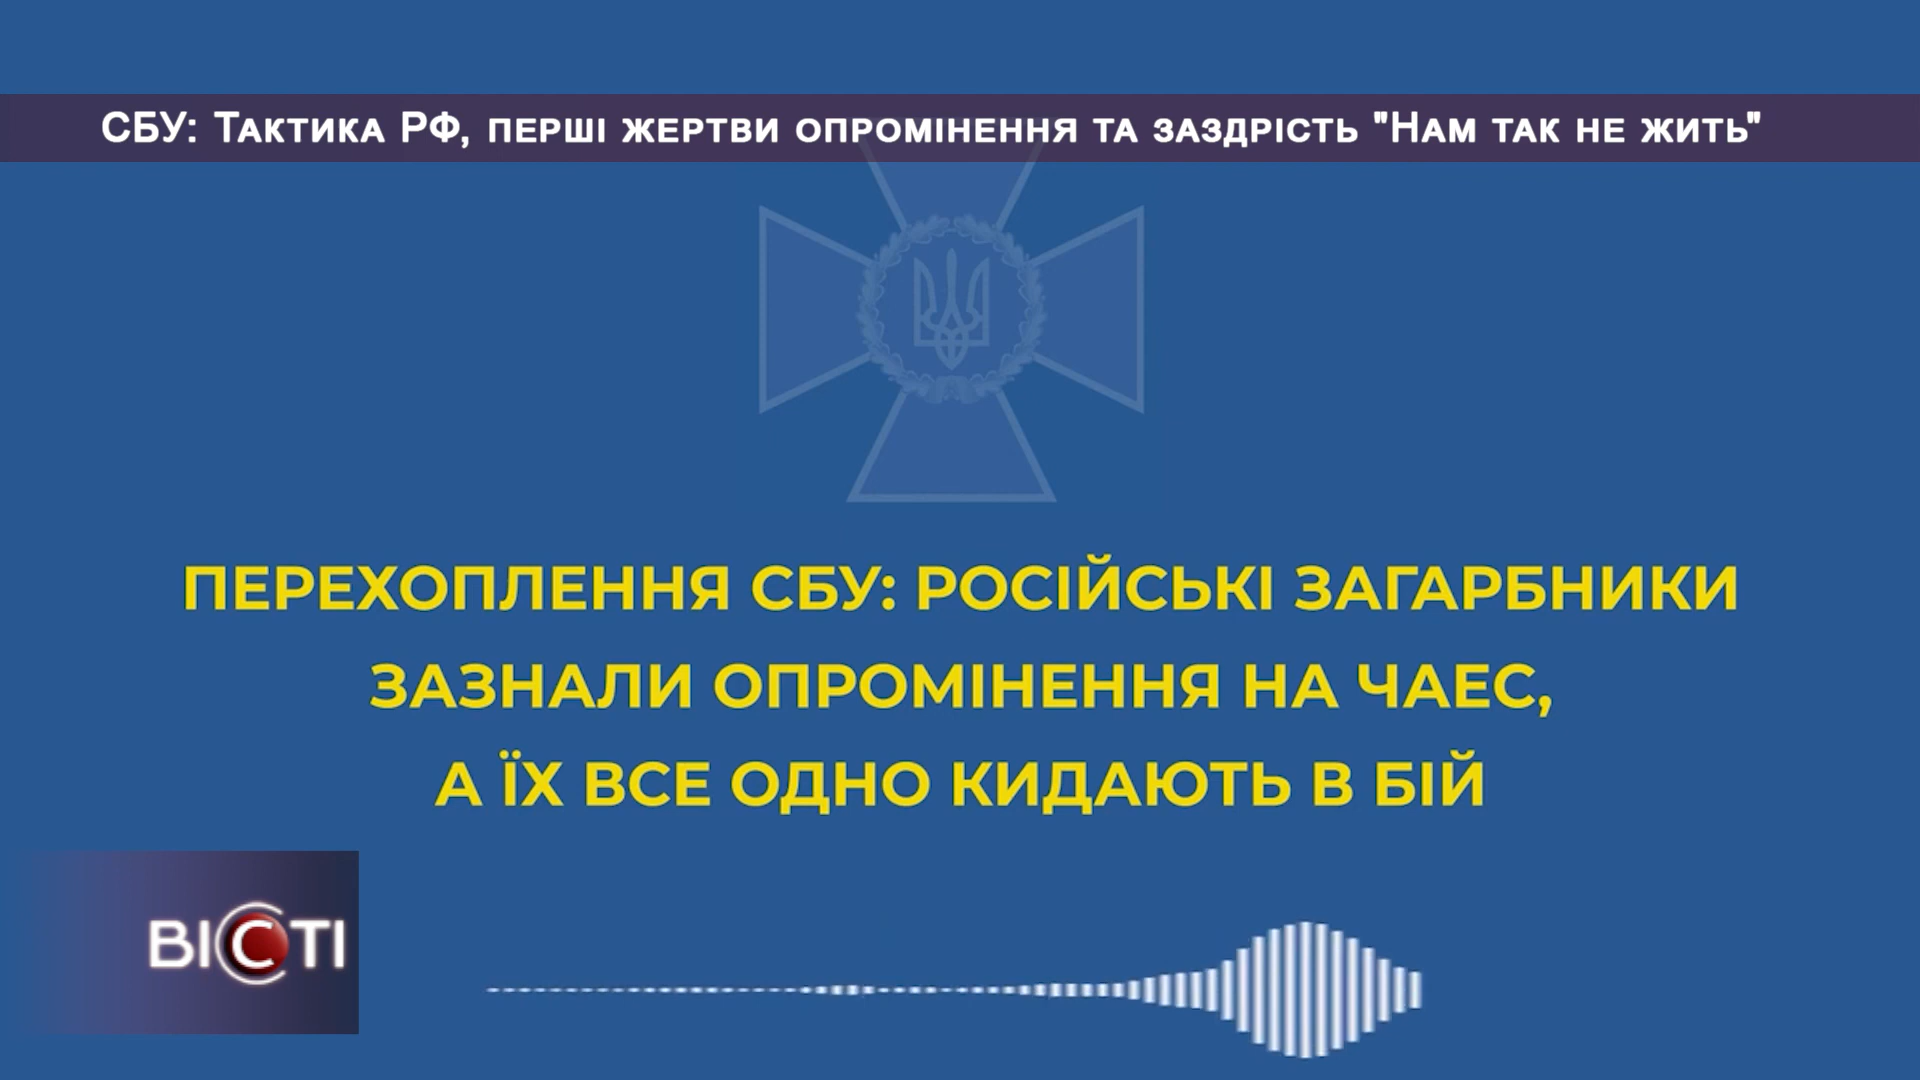 СБУ: Тактика РФ, перші жертви опромінення та заздрість "Нам так не жить"
ПЕРЕХОПЛЕННЯ СБУ: РОСІЙСЬКІ ЗАГАРБНИКИ
ЗАЗНАЛИ ОПРОМІНЕННЯ НА ЧАЕС,
А ЇХ ВСЕ ОДНО КИДАЮТЬ В БІЙ
ВІСТІ